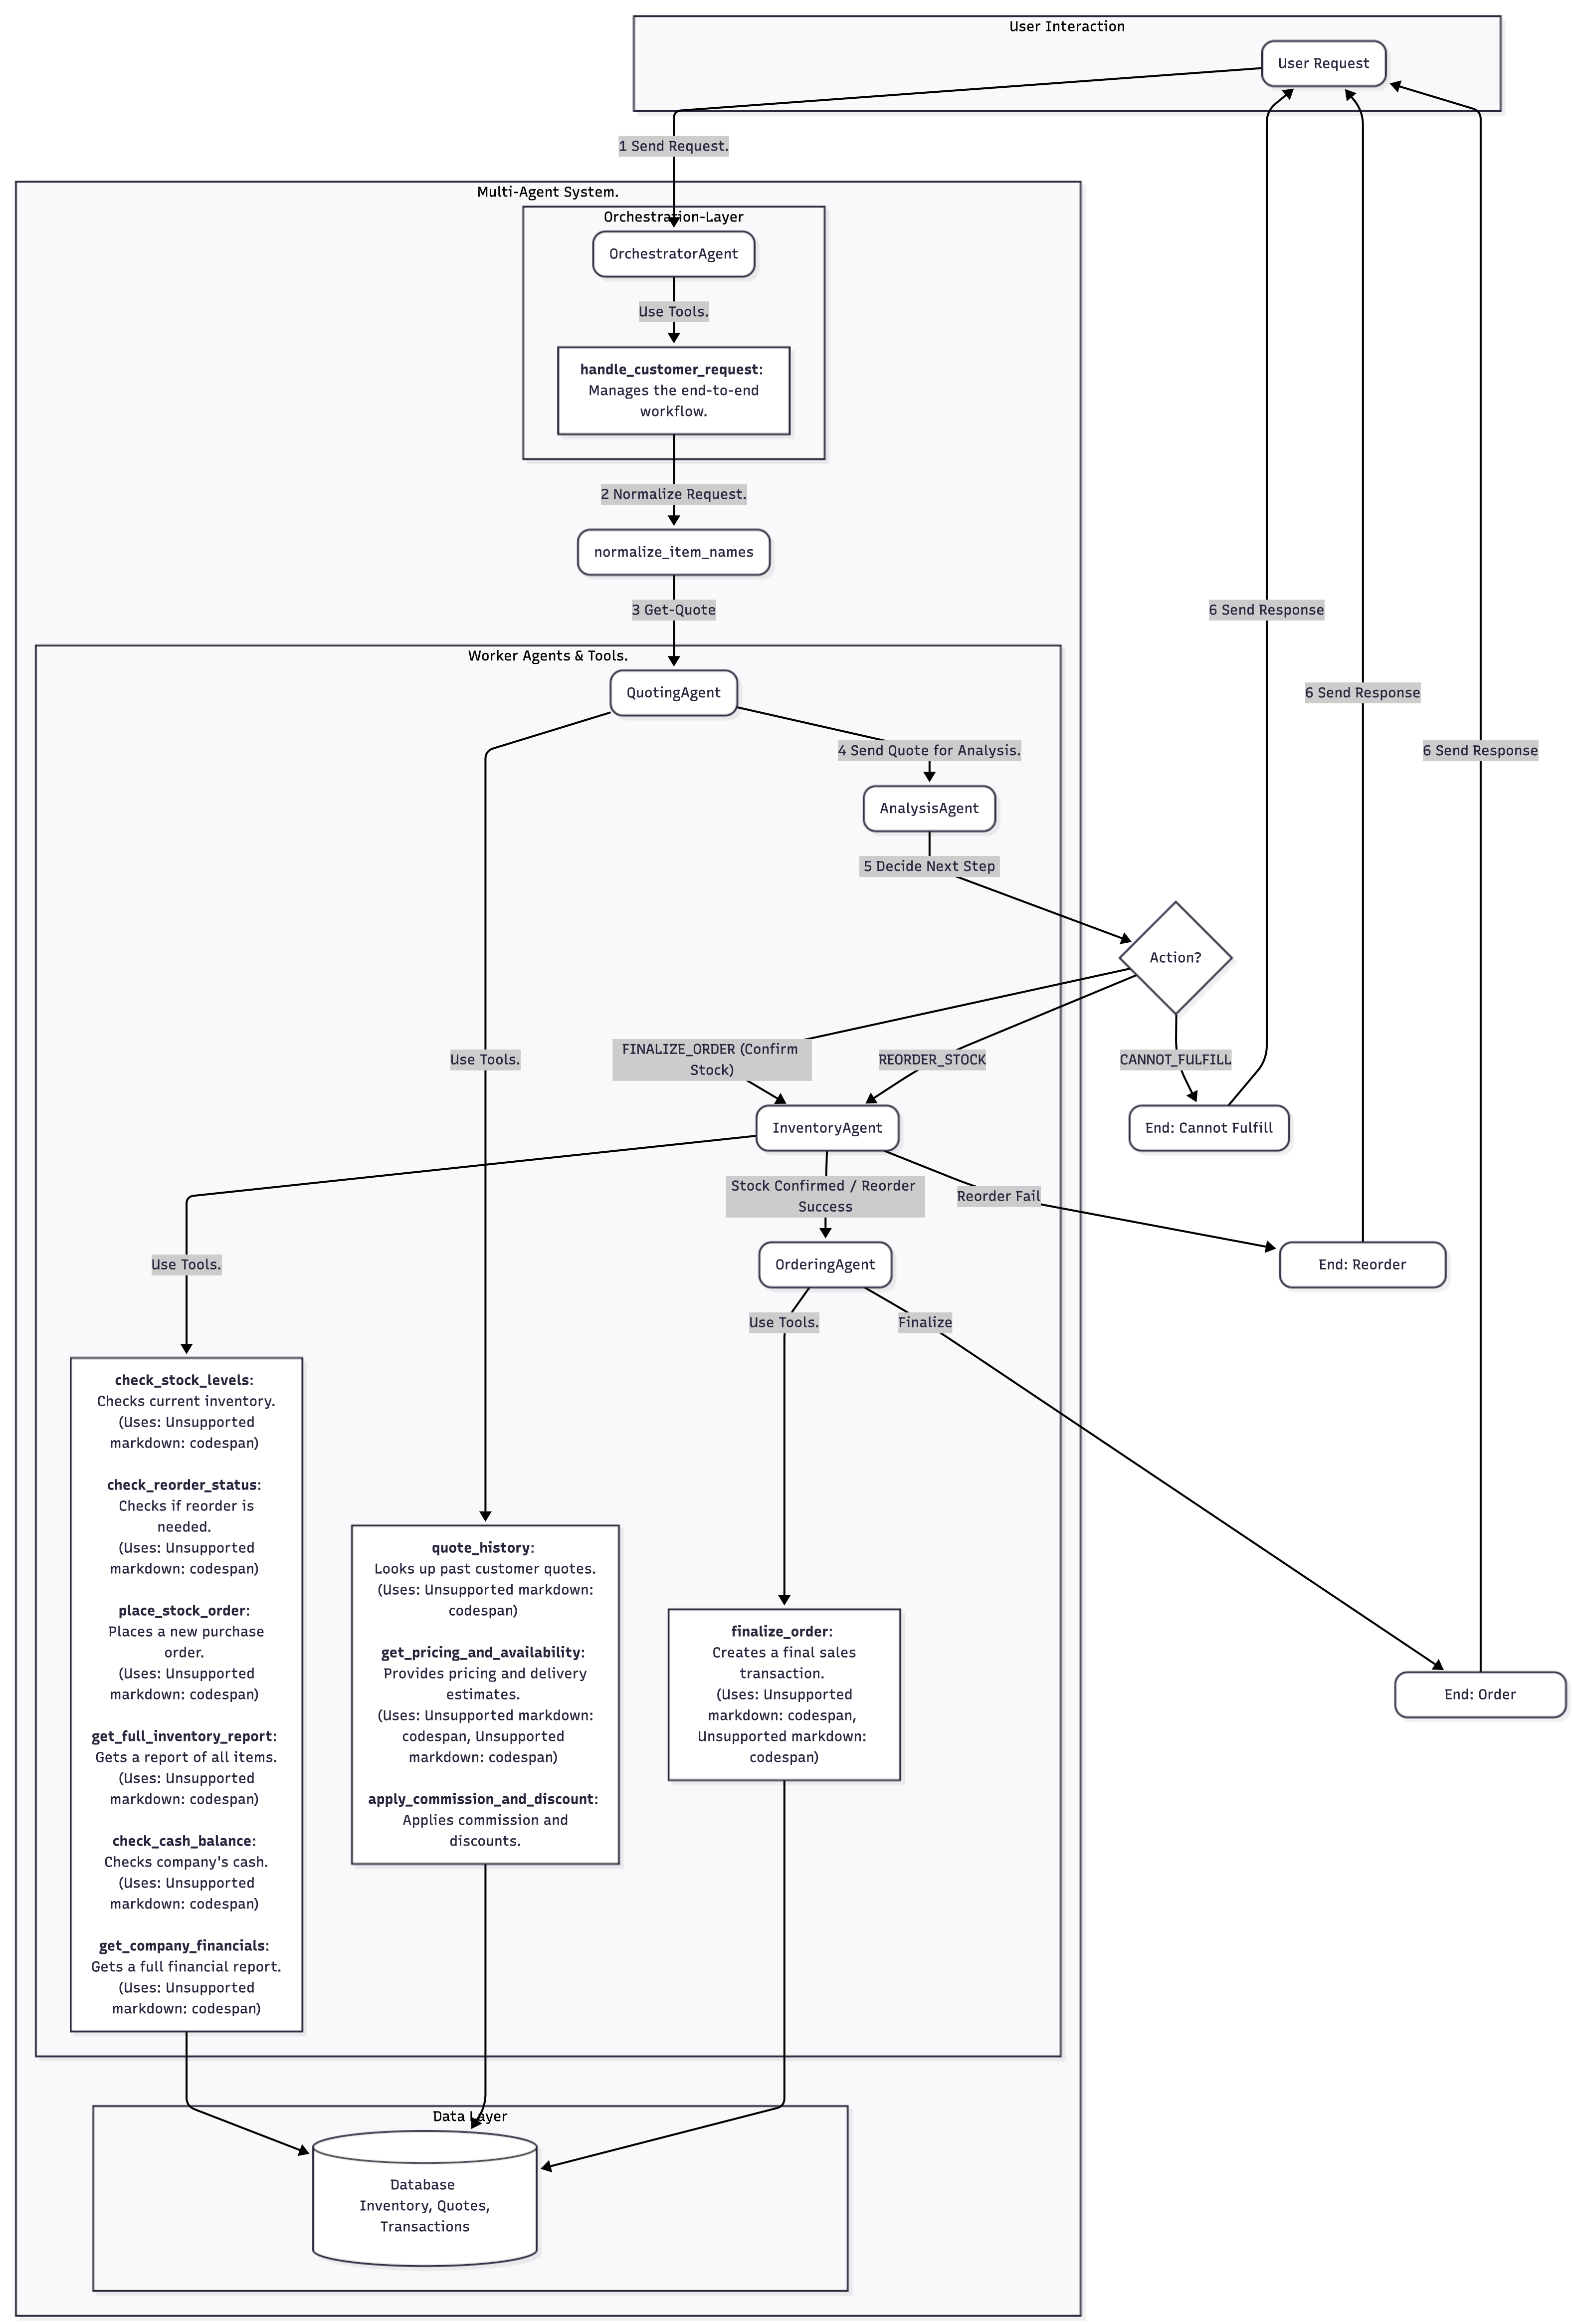 User Interaction
User Request
1 Send Request.
Multi-Agent System.
Orchestration-Layer
OrchestratorAgent
Use Tools.
handle_customer_request:
Manages the end-to-end
workflow.
2 Normalize Request.
normalize_item_names
3 Get-Quote
6 Send Response
Worker Agents & Tools.
QuotingAgent
6 Send Response
4 Send Quote for Analysis.
6 Send Response
AnalysisAgent
5 Decide Next Step
Action?
Use Tools.
FINALIZE_ORDER (Confirm
Stock)
REORDER_STOCK
CANNOT_FULFILL
InventoryAgent
End: Cannot Fulfill
Stock Confirmed / Reorder
Success
Reorder Fail
Use Tools.
OrderingAgent
End: Reorder
Use Tools.
Finalize
check_stock_levels:
Checks current inventory.
(Uses: Unsupported
markdown: codespan)
check_reorder_status:
Checks if reorder is
needed.
(Uses: Unsupported
markdown: codespan)
place_stock_order:
Places a new purchase
order.
(Uses: Unsupported
markdown: codespan)
get_full_inventory_report:
Gets a report of all items.
(Uses: Unsupported
markdown: codespan)
check_cash_balance:
Checks company's cash.
(Uses: Unsupported
markdown: codespan)
get_company_financials:
Gets a full financial report.
(Uses: Unsupported
markdown: codespan)
quote_history:
Looks up past customer quotes.
(Uses: Unsupported markdown:
codespan)
get_pricing_and_availability:
Provides pricing and delivery
estimates.
(Uses: Unsupported markdown:
codespan, Unsupported
markdown: codespan)
apply_commission_and_discount:
Applies commission and
discounts.
finalize_order:
Creates a final sales
transaction.
(Uses: Unsupported
markdown: codespan,
Unsupported markdown:
codespan)
End: Order
Data Layer
Database
Inventory, Quotes,
Transactions